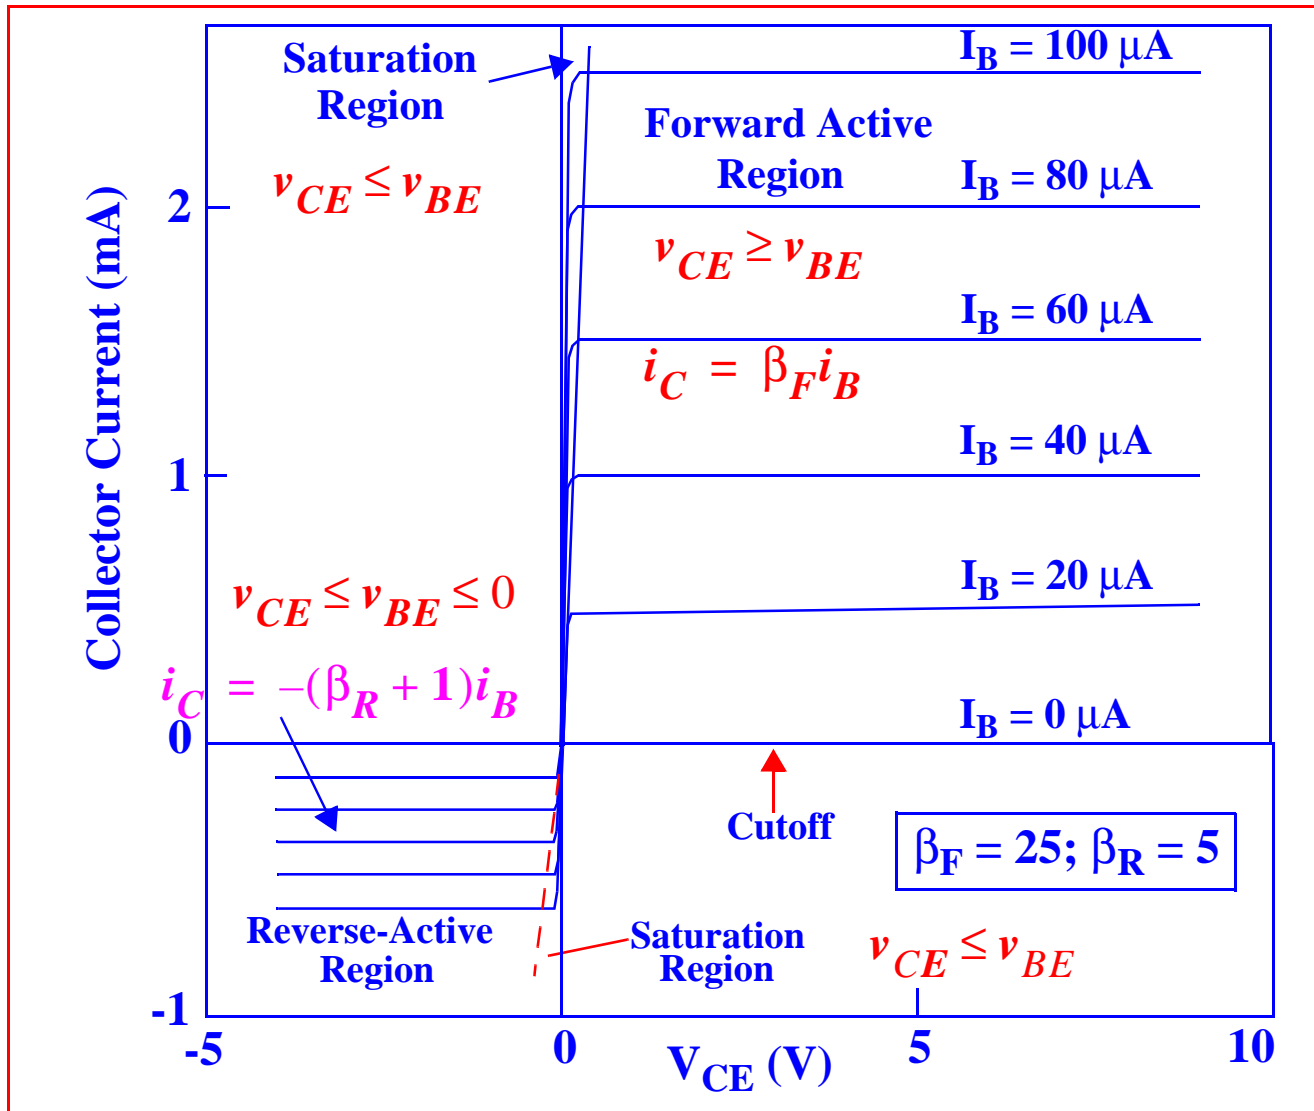 Saturation
Region
v_CE ≤ v_BE
I_B = 100 μA
Forward Active
Region
I_B = 80 μA
v_CE ≥ v_BE
I_B = 60 μA
i_C = β_F i_B
I_B = 40 μA
I_B = 20 μA
I_B = 0 μA
Collector Current (mA)
2
1
0
-1
v_CE ≤ v_BE ≤ 0
i_C = –(β_R + 1)i_B
Cutoff
β_F = 25; β_R = 5
Reverse-Active
Region
Saturation
Region
v_CE ≤ v_BE
-5
0
5
10
V_CE (V)